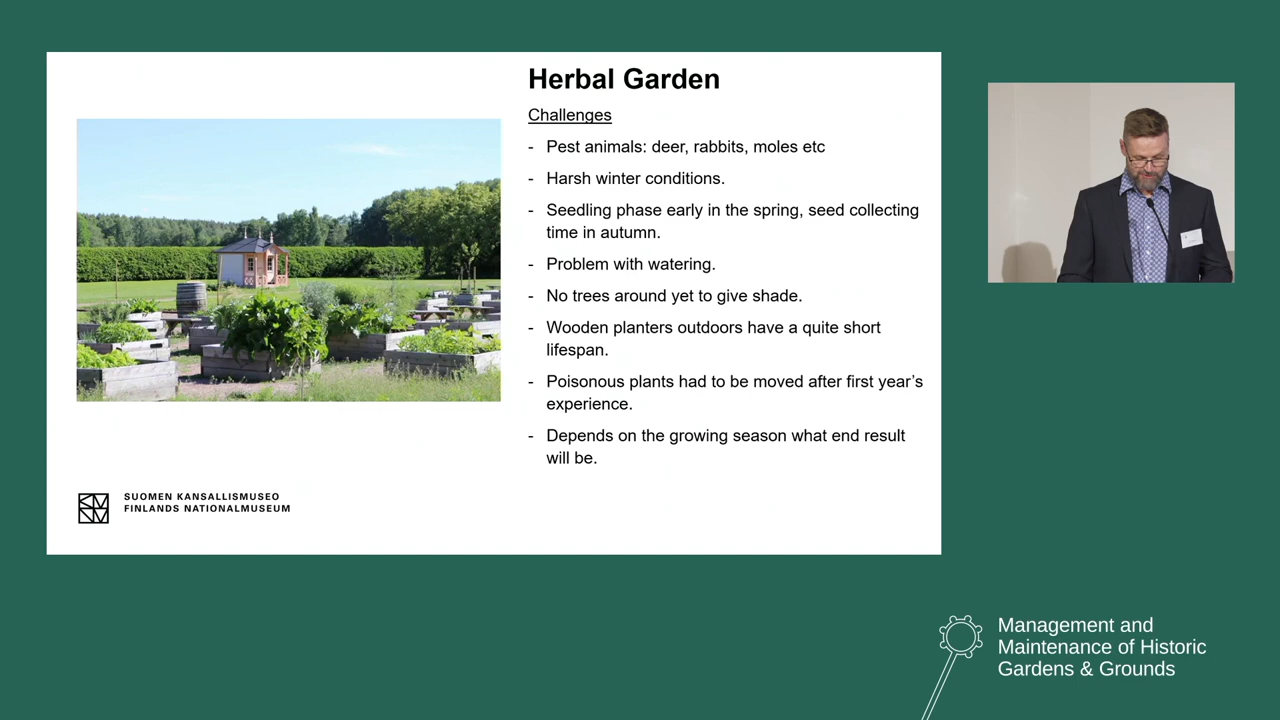 Herbal Garden
Challenges
- Pest animals: deer, rabbits, moles etc
- Harsh winter conditions.
- Seedling phase early in the spring, seed collecting
time in autumn.
- Problem with watering.
- No trees around yet to give shade.
- Wooden planters outdoors have a quite short
lifespan.
- Poisonous plants had to be moved after first year’s
experience.
- Depends on the growing season what end result
will be.
SUOMEN KANSALLISMUSEO
FINLANDS NATIONALMUSEUM
Management and
Maintenance of Historic
Gardens & Grounds